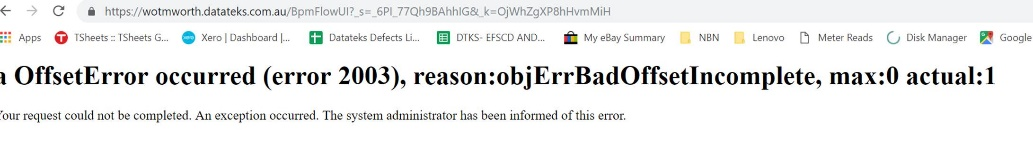 https://wotmworth.datateks.com.au/BpmFlowUI?_s=_6PI_77Qh9BAhhIG&_k=OjWhZgXP8hHvmMiH
Apps TSheets :: TSheets G... xero Xero | Dashboard |... Datateks Defects Li... DTKS- EFSCD AND... My eBay Summary NBN Lenovo Meter Reads Disk Manager Google
a OffsetError occurred (error 2003), reason:objErrBadOffsetIncomplete, max:0 actual:1
Your request could not be completed. An exception occurred. The system administrator has been informed of this error.